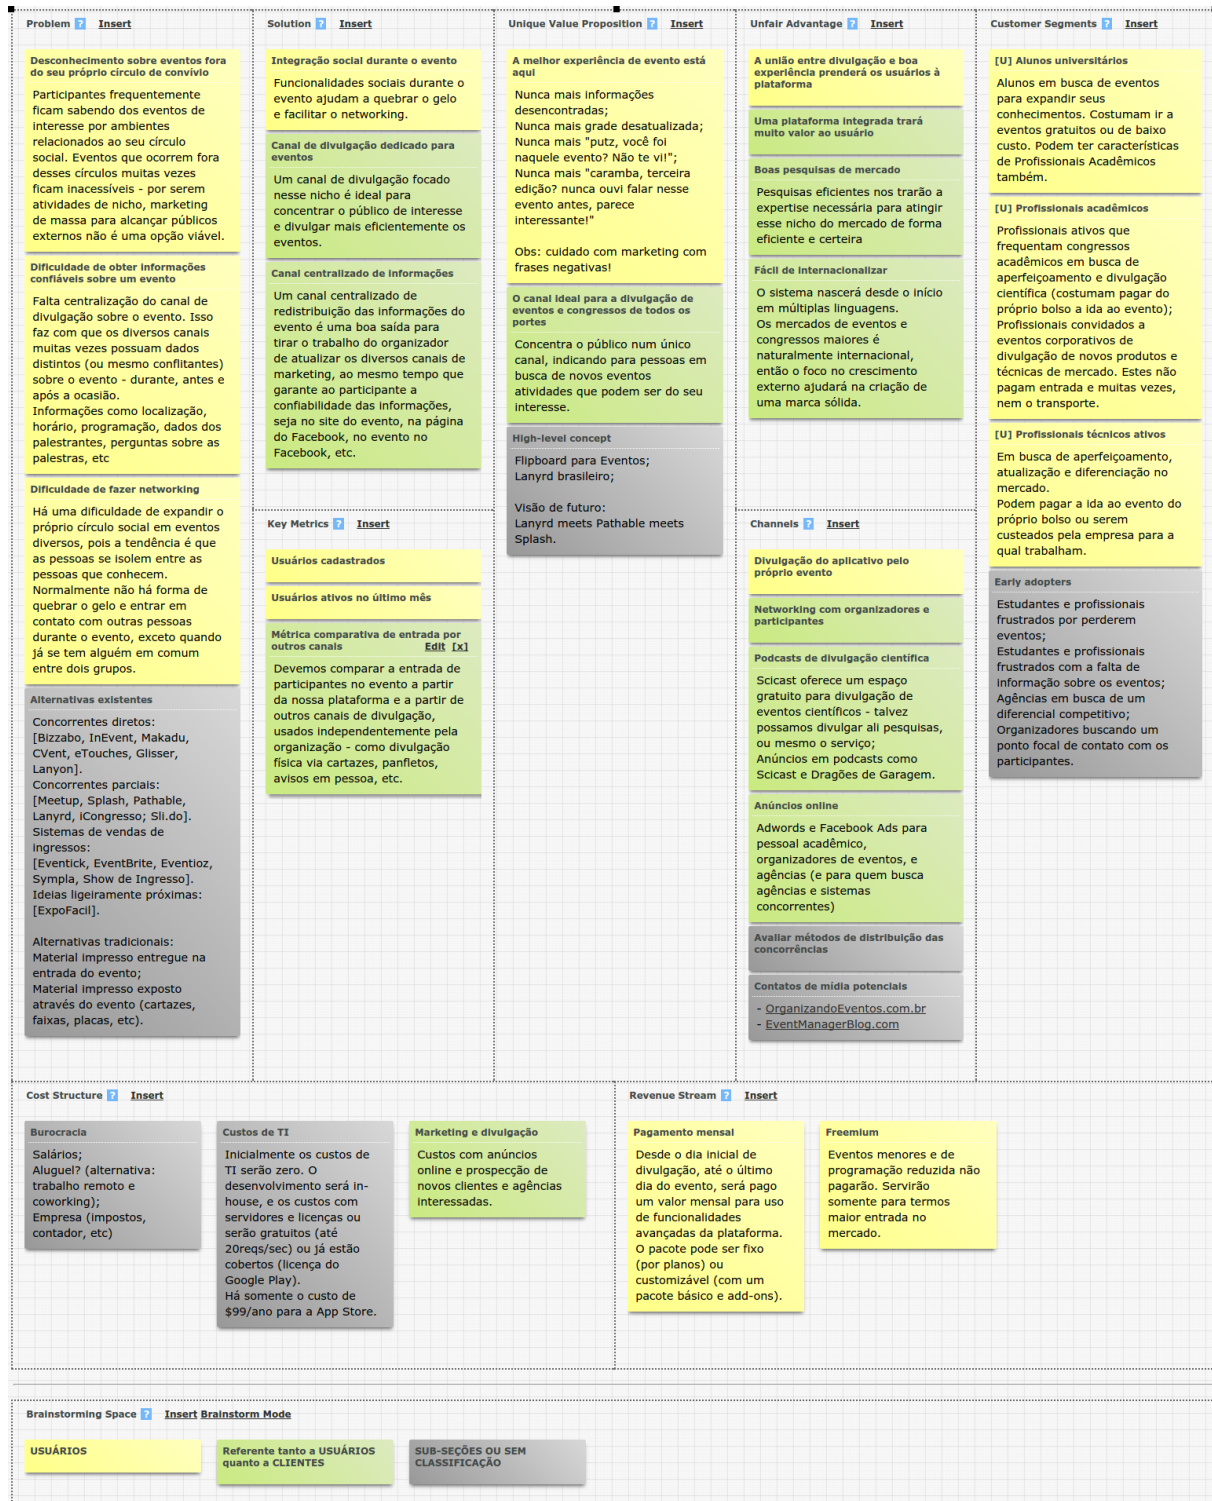 Problem ? Insert
Desconhecimento sobre eventos fora
do seu próprio círculo de convívio
Participantes frequentemente
ficam sabendo dos eventos de
interesse por ambientes
relacionados ao seu círculo
social. Eventos que ocorrem fora
desses círculos muitas vezes
ficam inacessíveis - por serem
atividades de nicho, marketing
de massa para alcançar públicos
externos não é uma opção viável.
Dificuldade de obter informações
confiáveis sobre um evento
Falta centralização do canal de
divulgação sobre o evento. Isso
faz com que os diversos canais
muitas vezes possuam dados
distintos (ou mesmo conflitantes)
sobre o evento - durante, antes e
após a ocasião.
Informações como localização,
horário, programação, dados dos
palestrantes, perguntas sobre as
palestras, etc
Dificuldade de fazer networking
Há uma dificuldade de expandir o
próprio círculo social em eventos
diversos, pois a tendência é que
as pessoas se isolem entre as
pessoas que conhecem.
Normalmente não há forma de
quebrar o gelo e entrar em
contato com outras pessoas
durante o evento, exceto quando
já se tem alguém em comum
entre dois grupos.
Alternativas existentes
Concorrentes diretos:
[Bizzabo, InEvent, Makadu,
CVent, eTouches, Glisser,
Lanyon].
Concorrentes parciais:
[Meetup, Splash, Pathable,
Lanyrd, iCongresso; Sli.do].
Sistemas de vendas de
ingressos:
[Eventick, EventBrite, Eventioz,
Sympla, Show de Ingresso].
Ideias ligeiramente próximas:
[ExpoFacil].
Alternativas tradicionais:
Material impresso entregue na
entrada do evento;
Material impresso exposto
através do evento (cartazes,
faixas, placas, etc).
Solution ? Insert
Integração social durante o evento
Funcionalidades sociais durante o
evento ajudam a quebrar o gelo
e facilitar o networking.
Canal de divulgação dedicado para
eventos
Um canal de divulgação focado
nesse nicho é ideal para
concentrar o público de interesse
e divulgar mais eficientemente os
eventos.
Canal centralizado de informações
Um canal centralizado de
redistribuição das informações do
evento é uma boa saída para
tirar o trabalho do organizador
de atualizar os diversos canais de
marketing, ao mesmo tempo que
garante ao participante a
confiabilidade das informações,
seja no site do evento, na página
do Facebook, no evento no
Facebook, etc.
Key Metrics ? Insert
Usuários cadastrados
Usuários ativos no último mês
Métrica comparativa de entrada por
outros canais Edit [x]
Devemos comparar a entrada de
participantes no evento a partir
da nossa plataforma e a partir de
outros canais de divulgação,
usados independentemente pela
organização - como divulgação
física via cartazes, panfletos,
avisos em pessoa, etc.
Unique Value Proposition ? Insert
A melhor experiência de evento está
aqui
Nunca mais informações
desencontradas;
Nunca mais grade desatualizada;
Nunca mais "putz, você foi
naquele evento? Não te vi!";
Nunca mais "caramba, terceira
edição? nunca ouvi falar nesse
evento antes, parece
interessante!"
Obs: cuidado com marketing com
frases negativas!
O canal ideal para a divulgação de
eventos e congressos de todos os
portes
Concentra o público num único
canal, indicando para pessoas em
busca de novos eventos
atividades que podem ser do seu
interesse.
High-level concept
Flipboard para Eventos;
Lanyrd brasileiro;
Visão de futuro:
Lanyrd meets Pathable meets
Splash.
Unfair Advantage ? Insert
A união entre divulgação e boa
experiência prenderá os usuários à
plataforma
Uma plataforma integrada trará
muito valor ao usuário
Boas pesquisas de mercado
Pesquisas eficientes nos trarão a
expertise necessária para atingir
esse nicho do mercado de forma
eficiente e certeira
Fácil de internacionalizar
O sistema nascerá desde o início
em múltiplas linguagens.
Os mercados de eventos e
congressos maiores é
naturalmente internacional,
então o foco no crescimento
externo ajudará na criação de
uma marca sólida.
Channels ? Insert
Divulgação do aplicativo pelo
próprio evento
Networking com organizadores e
participantes
Podcasts de divulgação científica
Scicast oferece um espaço
gratuito para divulgação de
eventos científicos - talvez
possamos divulgar ali pesquisas,
ou mesmo o serviço;
Anúncios em podcasts como
Scicast e Dragões de Garagem.
Anúncios online
Adwords e Facebook Ads para
pessoal acadêmico,
organizadores de eventos, e
agências (e para quem busca
agências e sistemas
concorrentes)
Avaliar métodos de distribuição das
concorrências
Contatos de mídia potenciais
- OrganizandoEventos.com.br
- EventManagerBlog.com
Customer Segments ? Insert
[U] Alunos universitários
Alunos em busca de eventos
para expandir seus
conhecimentos. Costumam ir a
eventos gratuitos ou de baixo
custo. Podem ter características
de Profissionais Acadêmicos
também.
[U] Profissionais acadêmicos
Profissionais ativos que
frequentam congressos
acadêmicos em busca de
aperfeiçoamento e divulgação
científica (costumam pagar do
próprio bolso a ida ao evento);
Profissionais convidados a
eventos corporativos de
divulgação de novos produtos e
técnicas de mercado. Estes não
pagam entrada e muitas vezes,
nem o transporte.
[U] Profissionais técnicos ativos
Em busca de aperfeiçoamento,
atualização e diferenciação no
mercado.
Podem pagar a ida ao evento do
próprio bolso ou serem
custeados pela empresa para a
qual trabalham.
Early adopters
Estudantes e profissionais
frustrados por perderem
eventos;
Estudantes e profissionais
frustrados com a falta de
informação sobre os eventos;
Agências em busca de um
diferencial competitivo;
Organizadores buscando um
ponto focal de contato com os
participantes.
Cost Structure ? Insert
Burocracia
Salários;
Aluguel? (alternativa:
trabalho remoto e
coworking);
Empresa (impostos,
contador, etc)
Custos de TI
Inicialmente os custos de
TI serão zero. O
desenvolvimento será in-
house, e os custos com
servidores e licenças ou
serão gratuitos (até
20reqs/sec) ou já estão
cobertos (licença do
Google Play).
Há somente o custo de
$99/ano para a App Store.
Marketing e divulgação
Custos com anúncios
online e prospecção de
novos clientes e agências
interessadas.
Revenue Stream ? Insert
Pagamento mensal
Desde o dia inicial de
divulgação, até o último
dia do evento, será pago
um valor mensal para uso
de funcionalidades
avançadas da plataforma.
O pacote pode ser fixo
(por planos) ou
customizável (com um
pacote básico e add-ons).
Freemium
Eventos menores e de
programação reduzida não
pagarão. Servirão
somente para termos
maior entrada no
mercado.
Brainstorming Space ? Insert Brainstorm Mode
USUÁRIOS
Referente tanto a USUÁRIOS
quanto a CLIENTES
SUB-SEÇÕES OU SEM
CLASSIFICAÇÃO